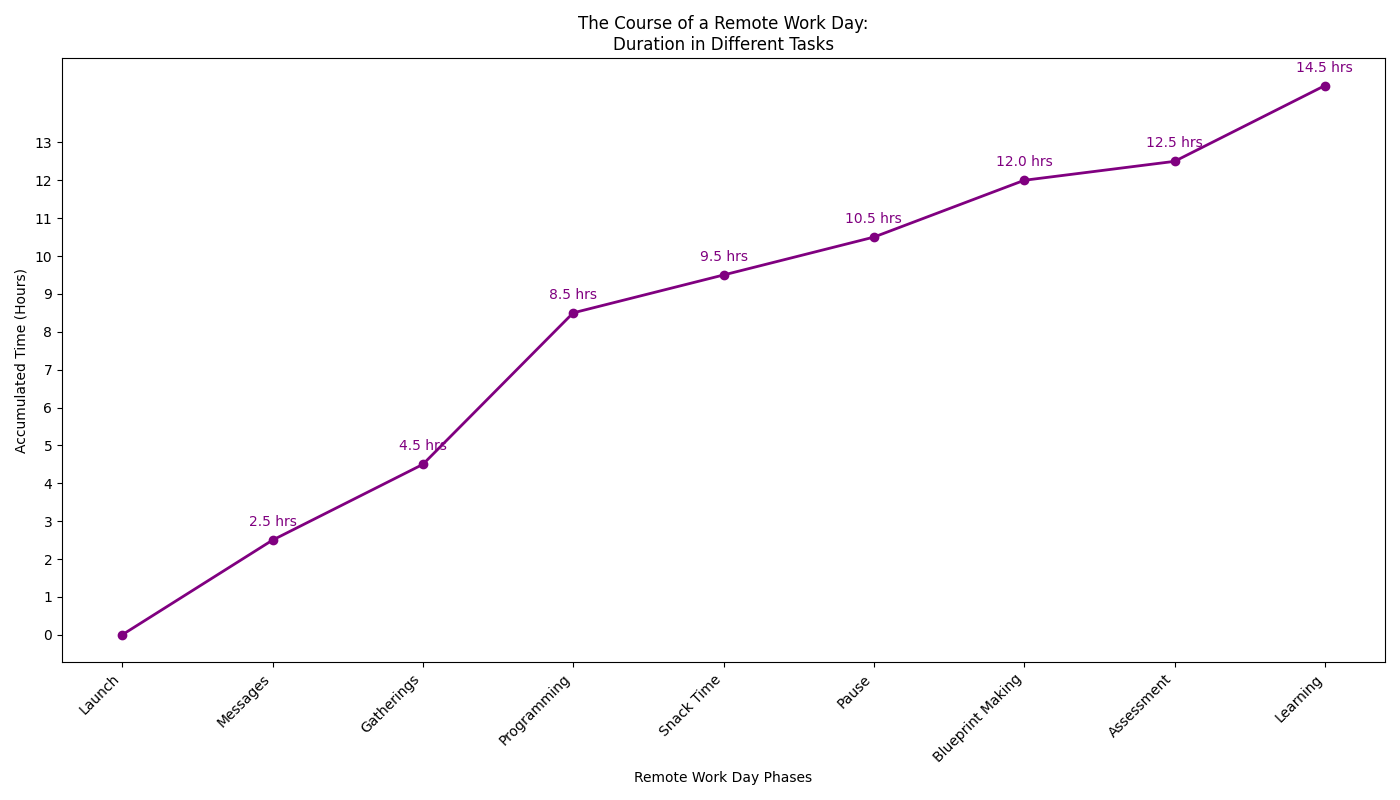 The Course of a Remote Work Day:
Duration in Different Tasks
14.5 hrs
13
12.5 hrs
12.0 hrs
12
11
10.5 hrs
10
9.5 hrs
9
8.5 hrs
8
7
6
5
4.5 hrs
4
3
2.5 hrs
2
1
0
Accumulated Time (Hours)
Launch
Messages
Gatherings
Programming
Snack Time
Pause
Blueprint Making
Assessment
Learning
Remote Work Day Phases